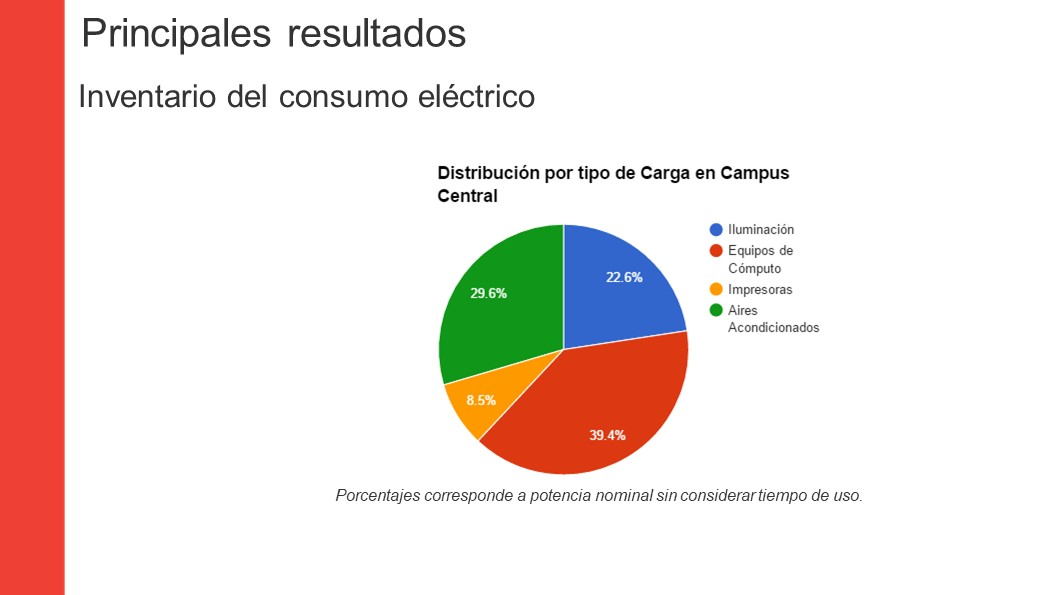 Principales resultados
Inventario del consumo eléctrico
Distribución por tipo de Carga en Campus
Central
Iluminación
Equipos de
Cómputo
Impresoras
Aires
Acondicionados
22.6%
29.6%
8.5%
39.4%
Porcentajes corresponde a potencia nominal sin considerar tiempo de uso.